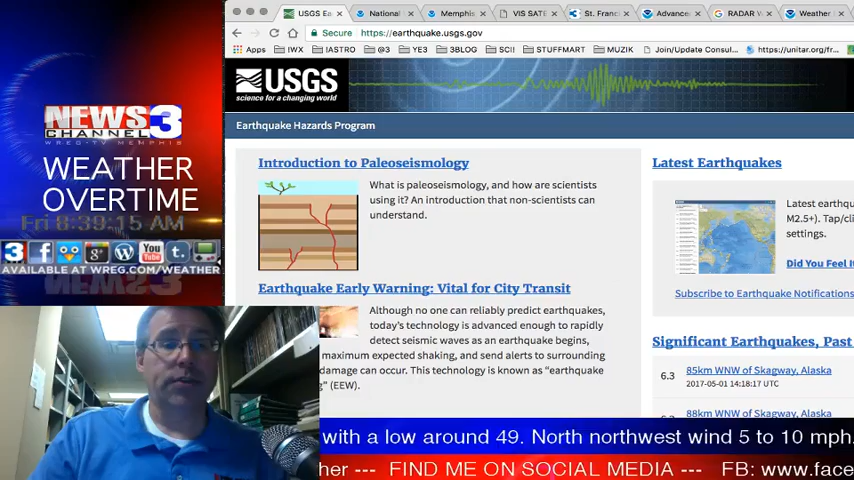 USGS Ea
National
Memphis
VIS SATE
St. Franci
Advanced
RADAR
Weather
Secure
https://earthquake.usgs.gov
IWX
IASTRO
@3
YE3
3BLOG
SCI!
STUFFMART
MUZIK
Join/Update Consul...
https://unitar.org/fr...
USGS
science for a changing world
Earthquake Hazards Program
Introduction to Paleoseismology
What is paleoseismology, and how are scientists
using it? An introduction that non-scientists can
understand.
Earthquake Early Warning: Vital for City Transit
Although no one can reliably predict earthquakes,
today's technology is advanced enough to rapidly
detect seismic waves as an earthquake begins,
maximum expected shaking, and send alerts to surrounding
damage can occur. This technology is known as "earthquake
g" (EEW).
Latest Earthquakes
Latest earthqu
M2.5+). Tap/cli
settings.
Did You Feel It
Subscribe to Earthquake Notifications
Significant Earthquakes, Past
6.3
85km WNW of Skagway, Alaska
2017-05-01 14:18:17 UTC
88km WNW of Skagway, Alaska
NEWS
CHANNEL 3
WREG-TV MEMPHIS
WEATHER
OVERTIME
Fri 8:39:15 AM
3
f
g+
W
You
Tube
t.
AVAILABLE AT WREG.COM/WEATHER
with a low around 49. North northwest wind 5 to 10 mph.
ther --- FIND ME ON SOCIAL MEDIA --- FB: www.face